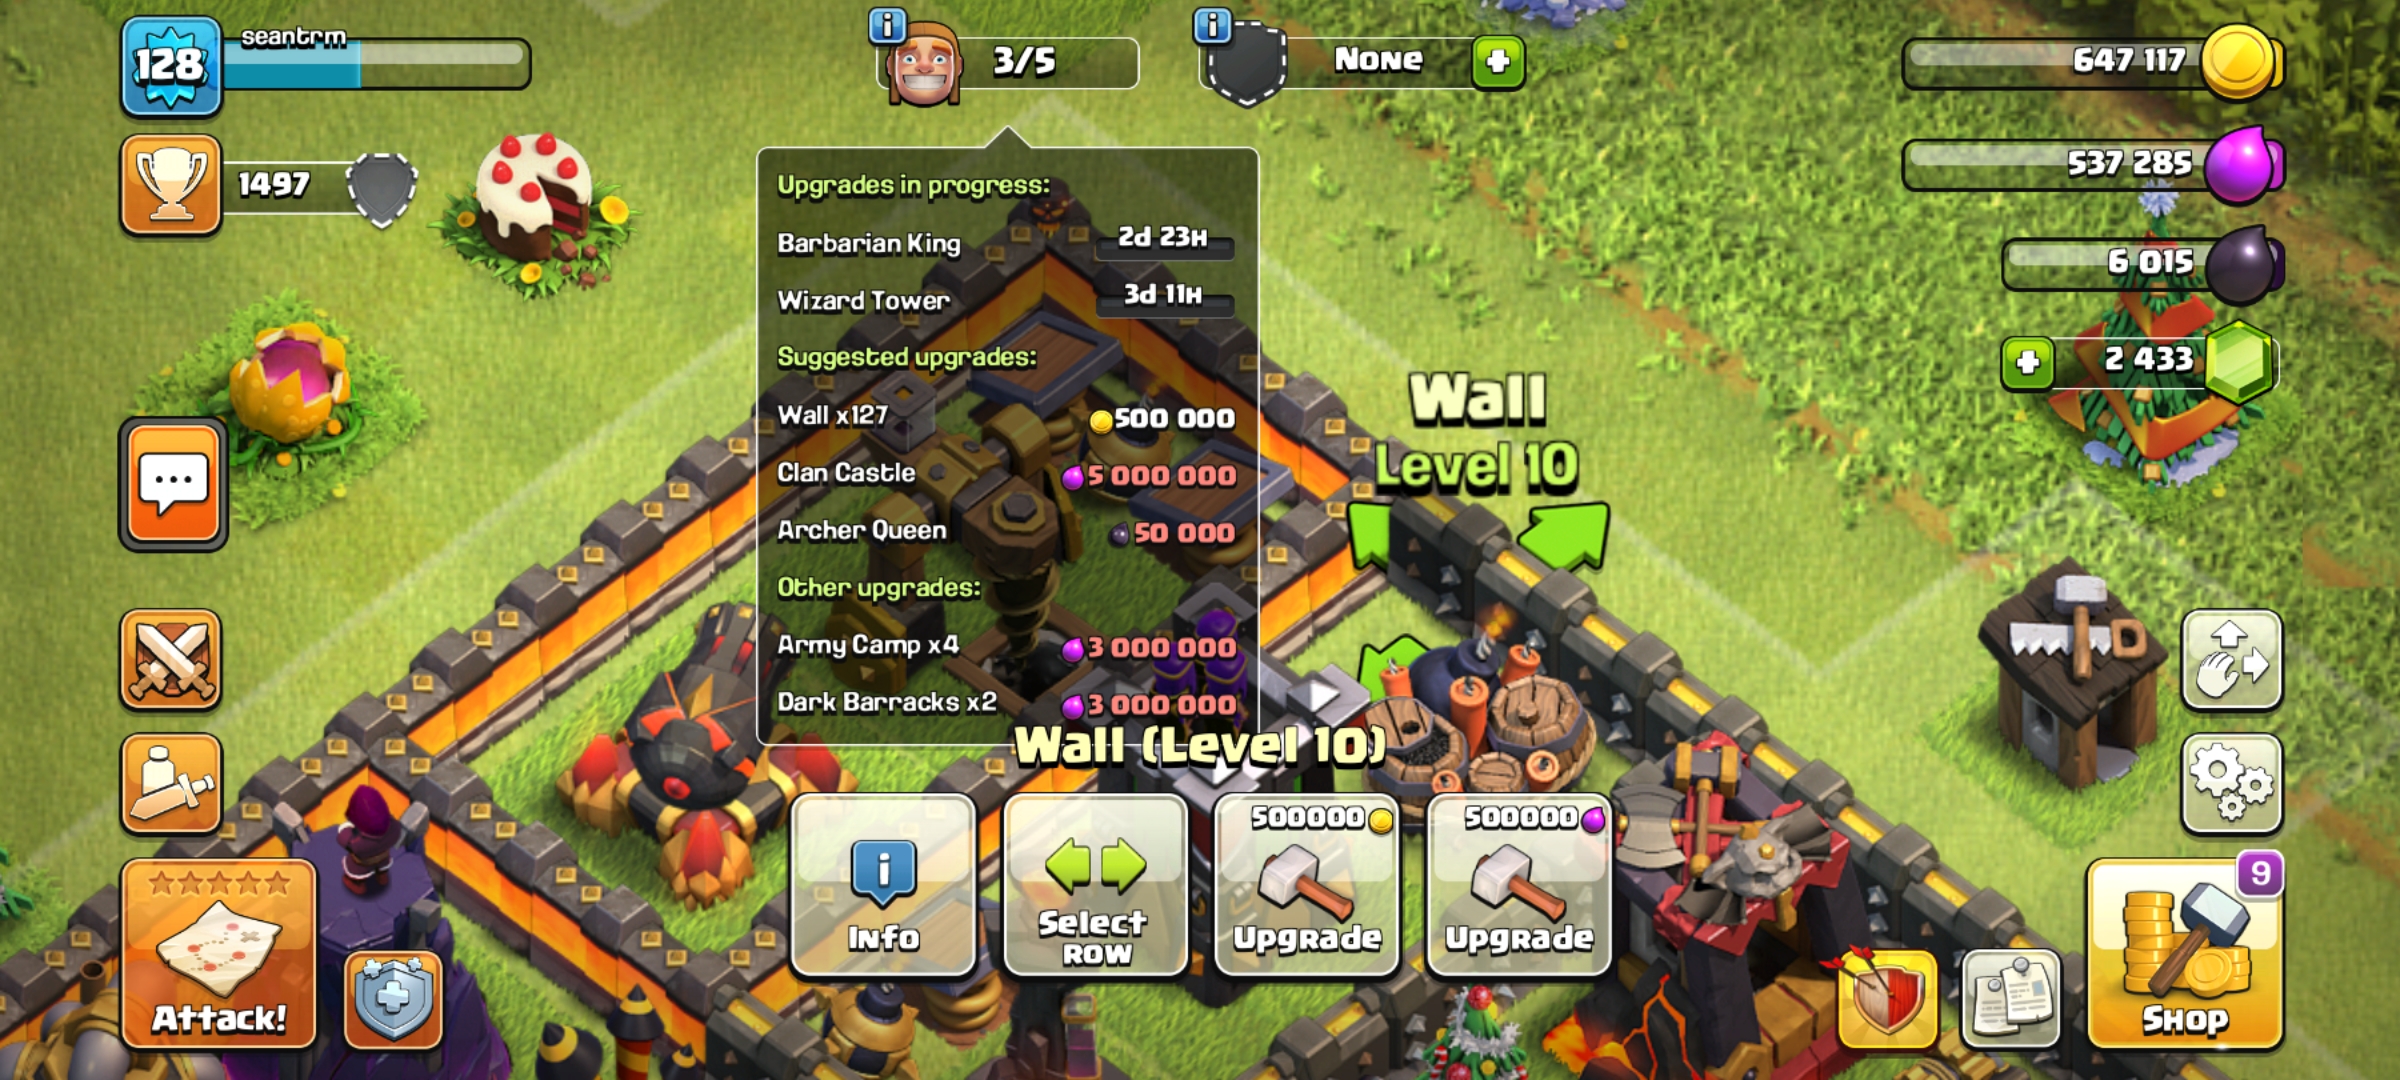 128
seantrm
3/5
None
647 117
1497
537 285
6 015
2 433
Upgrades in progress:
Barbarian King 2d 23H
Wizard Tower 3d 11H
Suggested upgrades:
Wall x127 500 000
Clan Castle 5 000 000
Archer Queen 50 000
Other upgrades:
Army Camp x4 3 000 000
Dark Barracks x2 3 000 000
Wall
Level 10
Wall (Level 10)
Info
Select
Row
500000
Upgrade
500000
Upgrade
Attack!
9
Shop